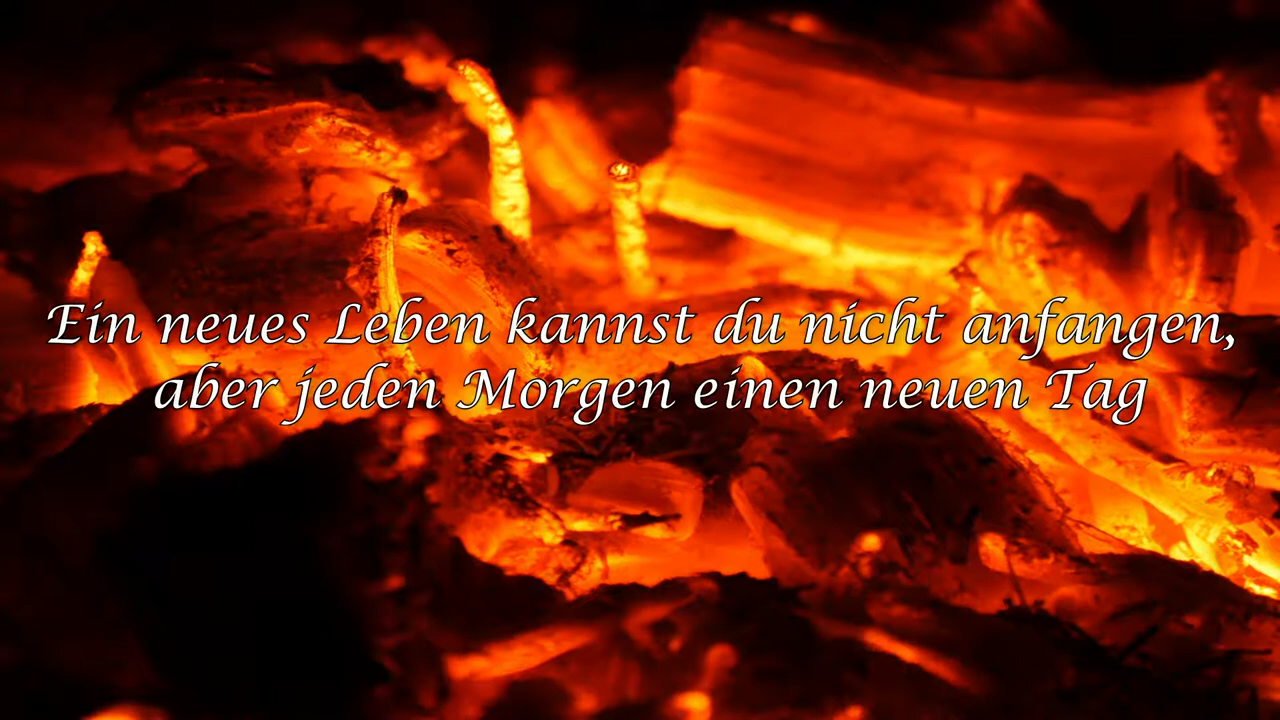 Ein neues Leben kannst du nicht anfangen,
aber jeden Morgen einen neuen Tag